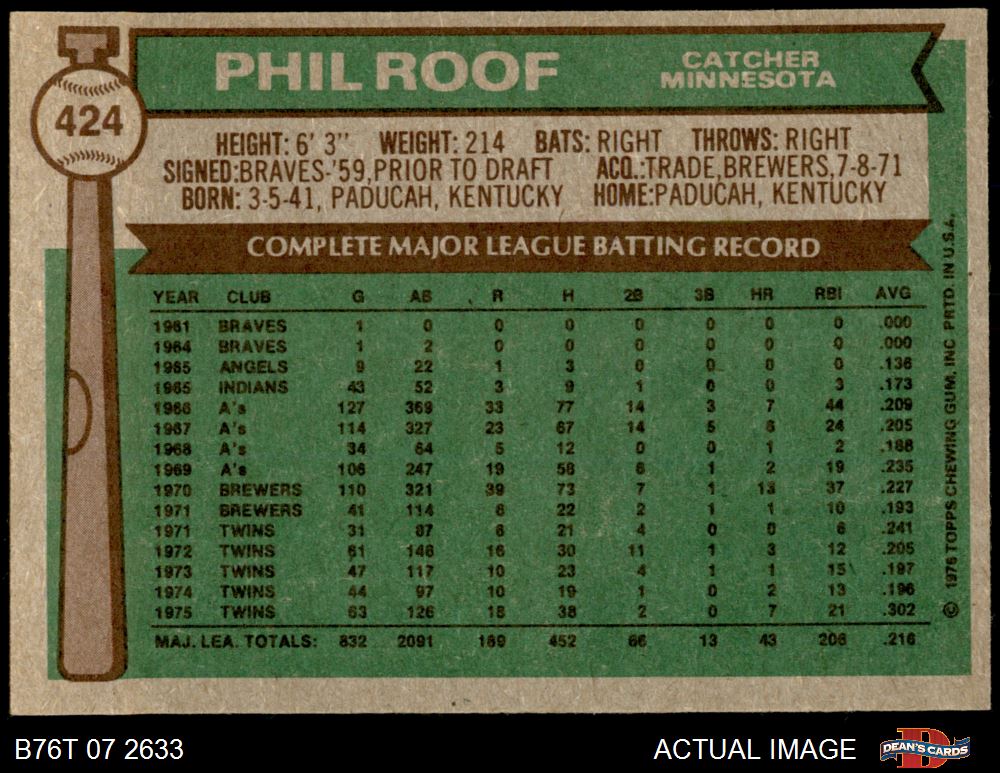 PHIL ROOF
CATCHER
MINNESOTA
424
HEIGHT: 6' 3" WEIGHT: 214 BATS: RIGHT THROWS: RIGHT
SIGNED:BRAVES-'59,PRIOR TO DRAFT ACQ.:TRADE,BREWERS,7-8-71
BORN: 3-5-41, PADUCAH, KENTUCKY HOME:PADUCAH, KENTUCKY
COMPLETE MAJOR LEAGUE BATTING RECORD
YEAR CLUB G AB R H 2B 3B HR RBI AVG
1961 BRAVES 1 0 0 0 0 0 0 0 .000
1964 BRAVES 1 2 0 0 0 0 0 0 .000
1965 ANGELS 9 22 1 3 0 0 0 0 .136
1965 INDIANS 43 52 3 9 1 0 0 3 .173
1966 A's 127 369 33 77 14 3 7 44 .209
1967 A's 114 327 23 67 14 5 6 24 .205
1968 A's 34 64 5 12 0 0 1 2 .188
1969 A's 106 247 19 58 6 1 2 19 .235
1970 BREWERS 110 321 39 73 7 1 13 37 .227
1971 BREWERS 41 114 6 22 2 1 1 10 .193
1971 TWINS 31 87 6 21 4 0 0 6 .241
1972 TWINS 61 146 16 30 11 1 3 12 .205
1973 TWINS 47 117 10 23 4 1 1 15 .197
1974 TWINS 44 97 10 19 1 0 2 13 .196
1975 TWINS 63 126 18 38 2 0 7 21 .302
MAJ. LEA. TOTALS: 832 2091 189 452 66 13 43 206 .216
© 1976 TOPPS CHEWING GUM, INC PRTD. IN U.S.A.
B76T 07 2633
ACTUAL IMAGE
DEAN'S CARDS